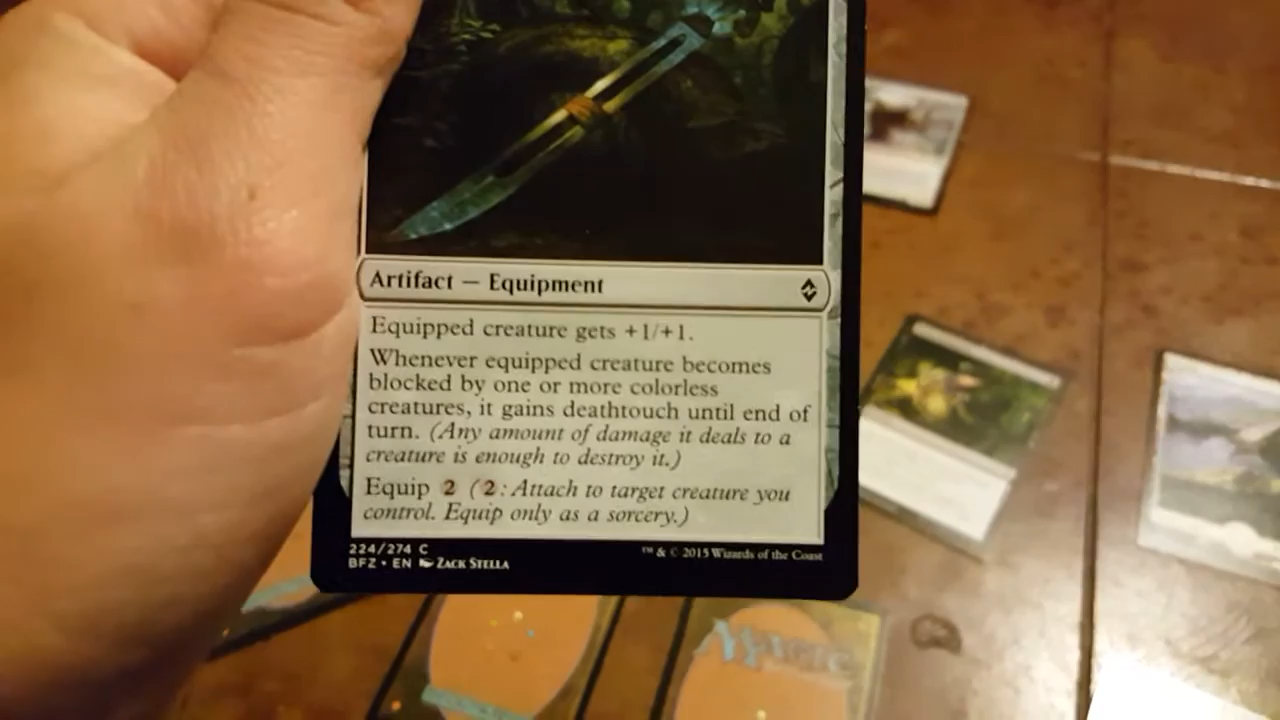 Artifact — Equipment
Equipped creature gets +1/+1.
Whenever equipped creature becomes
blocked by one or more colorless
creatures, it gains deathtouch until end of
turn. (Any amount of damage it deals to a
creature is enough to destroy it.)
Equip 2 (2: Attach to target creature you
control. Equip only as a sorcery.)
224/274 C
™ & © 2015 Wizards of the Coast
BFZ • EN ZACK STELLA